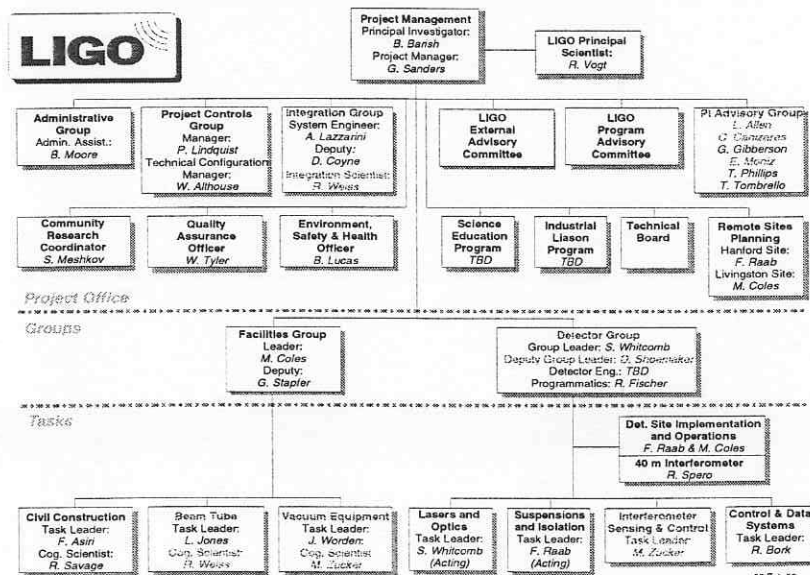 LIGO
Project Management
Principal Investigator:
B. Barish
Project Manager:
G. Sanders
LIGO Principal
Scientist:
R. Vogt
Administrative
Group
Admin. Assist.:
B. Moore
Project Controls
Group
Manager:
P. Lindquist
Technical Configuration
Manager:
W. Althouse
Integration Group
System Engineer:
A. Lazzarini
Deputy:
D. Coyne
Integration Scientist:
R. Weiss
LIGO
External
Advisory
Committee
LIGO
Program
Advisory
Committee
PI Advisory Group
L. Allen
C. Canizares
G. Gibberson
E. Moniz
T. Phillips
T. Tombrello
Community
Research
Coordinator
S. Meshkov
Quality
Assurance
Officer
W. Tyler
Environment,
Safety & Health
Officer
B. Lucas
Science
Education
Program
TBD
Industrial
Liason
Program
TBD
Technical
Board
Remote Sites
Planning
Hanford Site:
F. Raab
Livingston Site:
M. Coles
Project Office
Groups
Facilities Group
Leader:
M. Coles
Deputy:
G. Stapfer
Detector Group
Group Leader: S. Whitcomb
Deputy Group Leader: D. Shoemaker
Detector Eng.: TBD
Programmatics: R. Fischer
Tasks
Det. Site Implementation
and Operations
F. Raab & M. Coles
40 m Interferometer
R. Spero
Civil Construction
Task Leader:
F. Asiri
Cog. Scientist:
R. Savage
Beam Tube
Task Leader:
L. Jones
Cog. Scientist:
R. Weiss
Vacuum Equipment
Task Leader:
J. Worden
Cog. Scientist
M. Zucker
Lasers and
Optics
Task Leader:
S. Whitcomb
(Acting)
Suspensions
and Isolation
Task Leader:
F. Raab
(Acting)
Interferometer
Sensing & Control
Task Leader
M. Zucker
Control & Data
Systems
Task Leader:
R. Bork